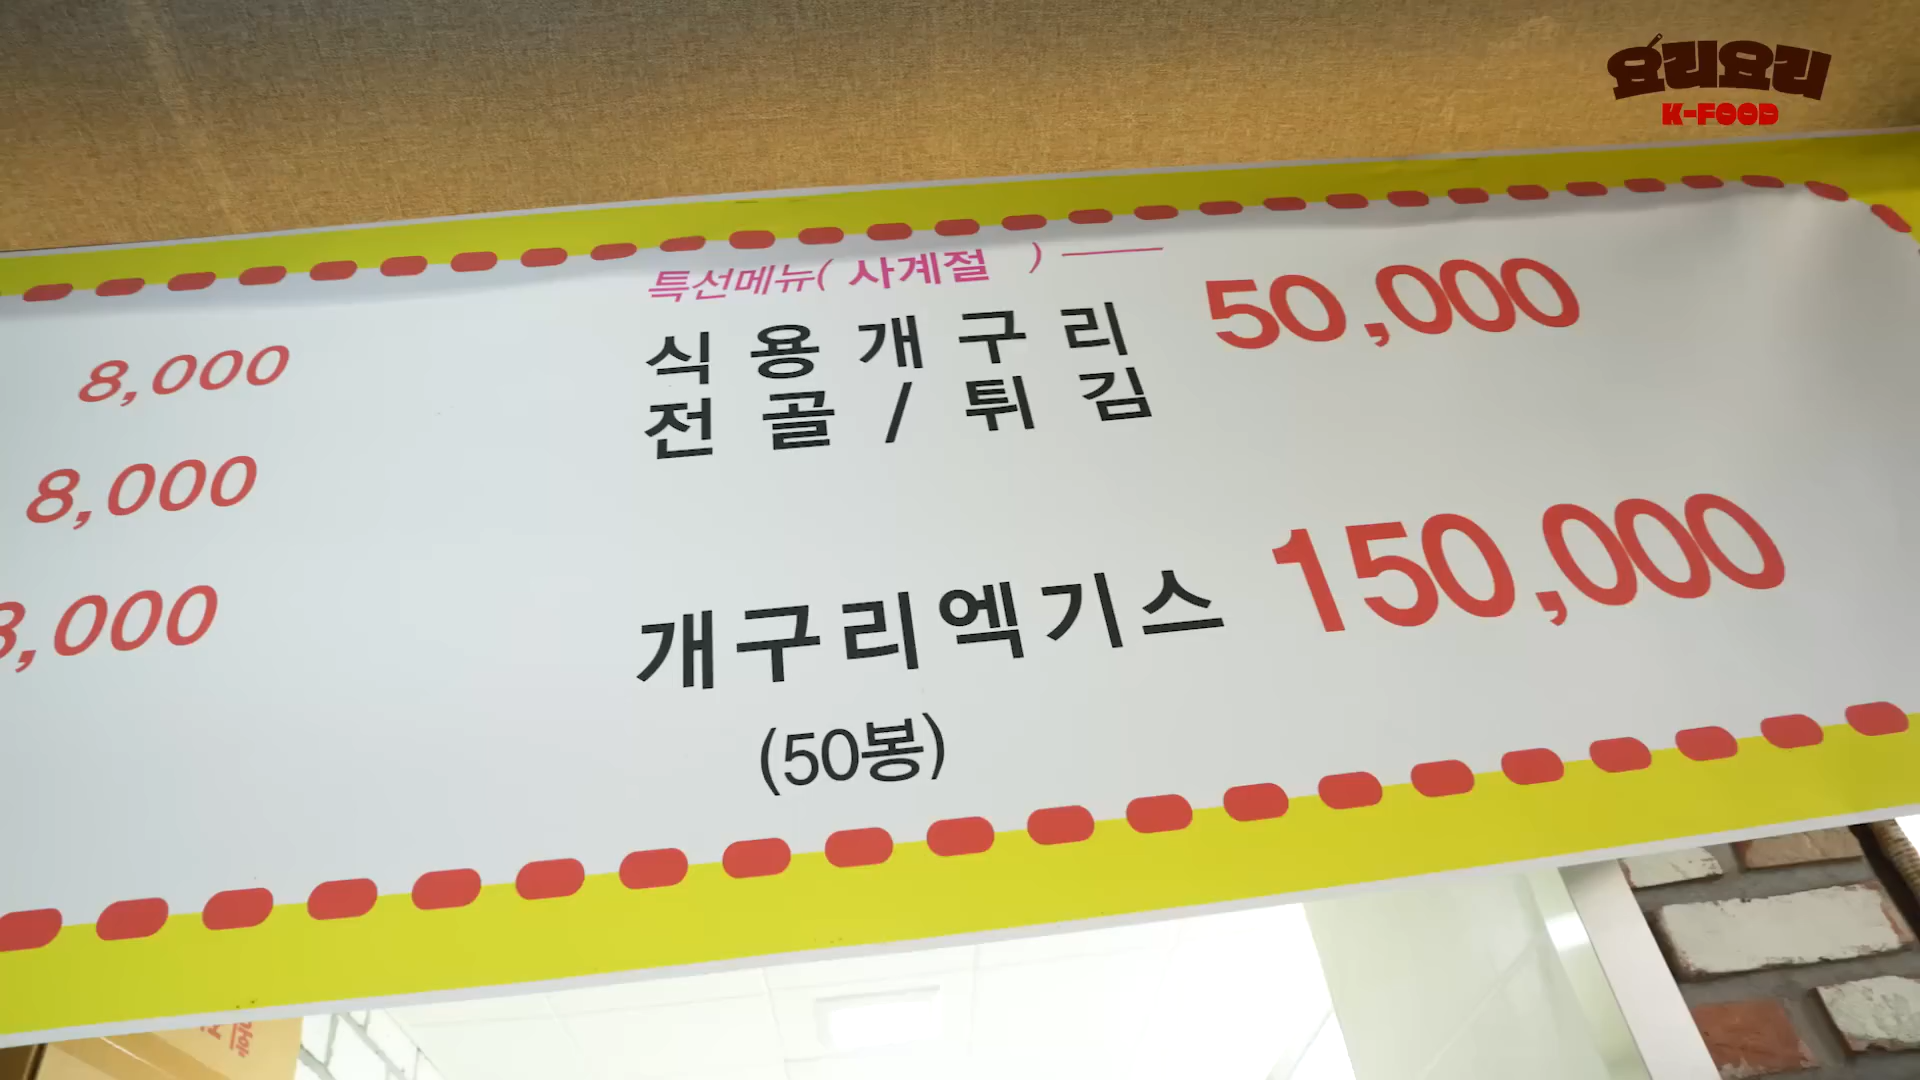 요리요리
K-FOOD
특선메뉴( 사계절 )
식용개구리 50,000
전골/튀김
개구리엑기스 150,000
(50봉)
8,000
8,000
,000